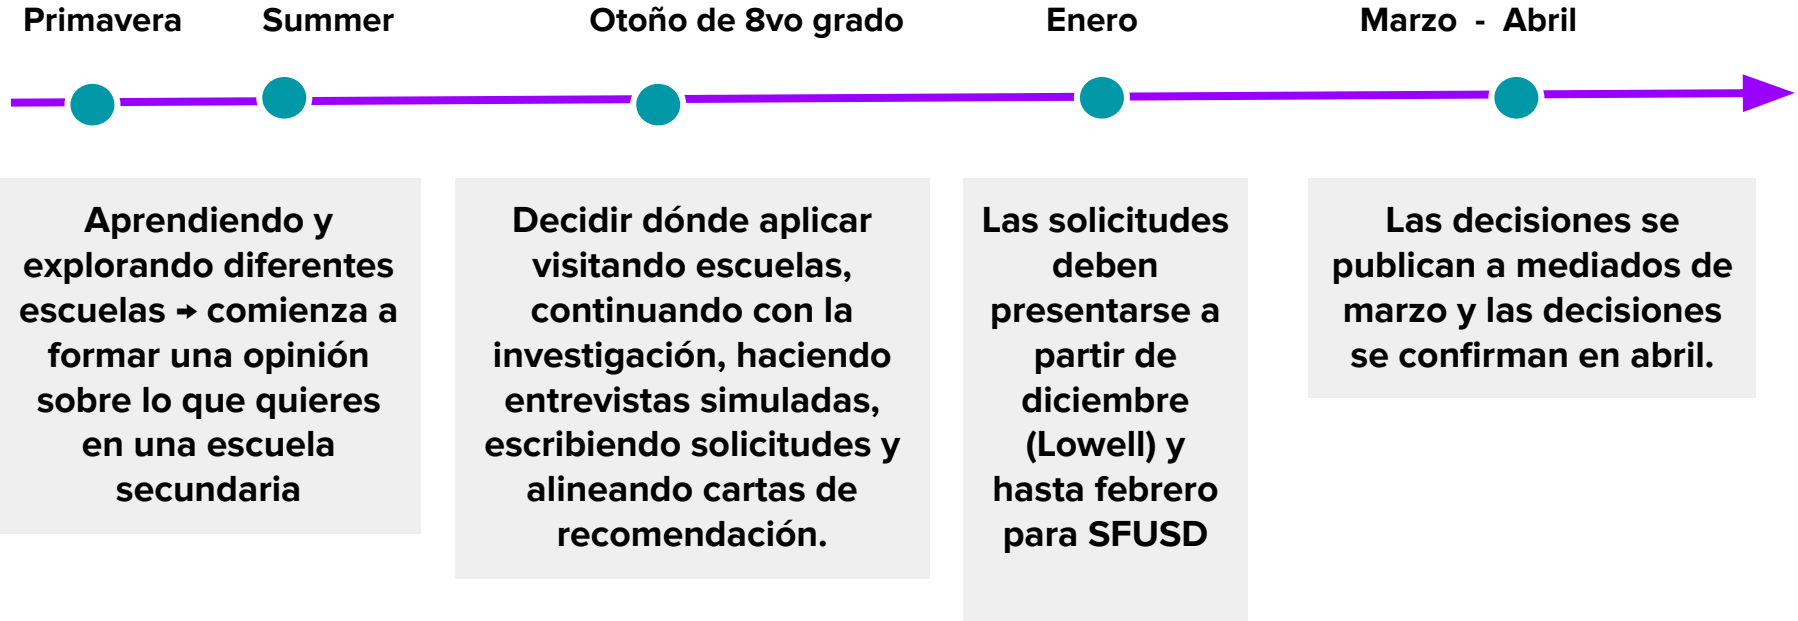 Primavera
Summer
Otoño de 8vo grado
Enero
Marzo - Abril
Aprendiendo y
explorando diferentes
escuelas → comienza a
formar una opinión
sobre lo que quieres
en una escuela
secundaria
Decidir dónde aplicar
visitando escuelas,
continuando con la
investigación, haciendo
entrevistas simuladas,
escribiendo solicitudes y
alineando cartas de
recomendación.
Las solicitudes
deben
presentarse a
partir de
diciembre
(Lowell) y
hasta febrero
para SFUSD
Las decisiones se
publican a mediados de
marzo y las decisiones
se confirman en abril.